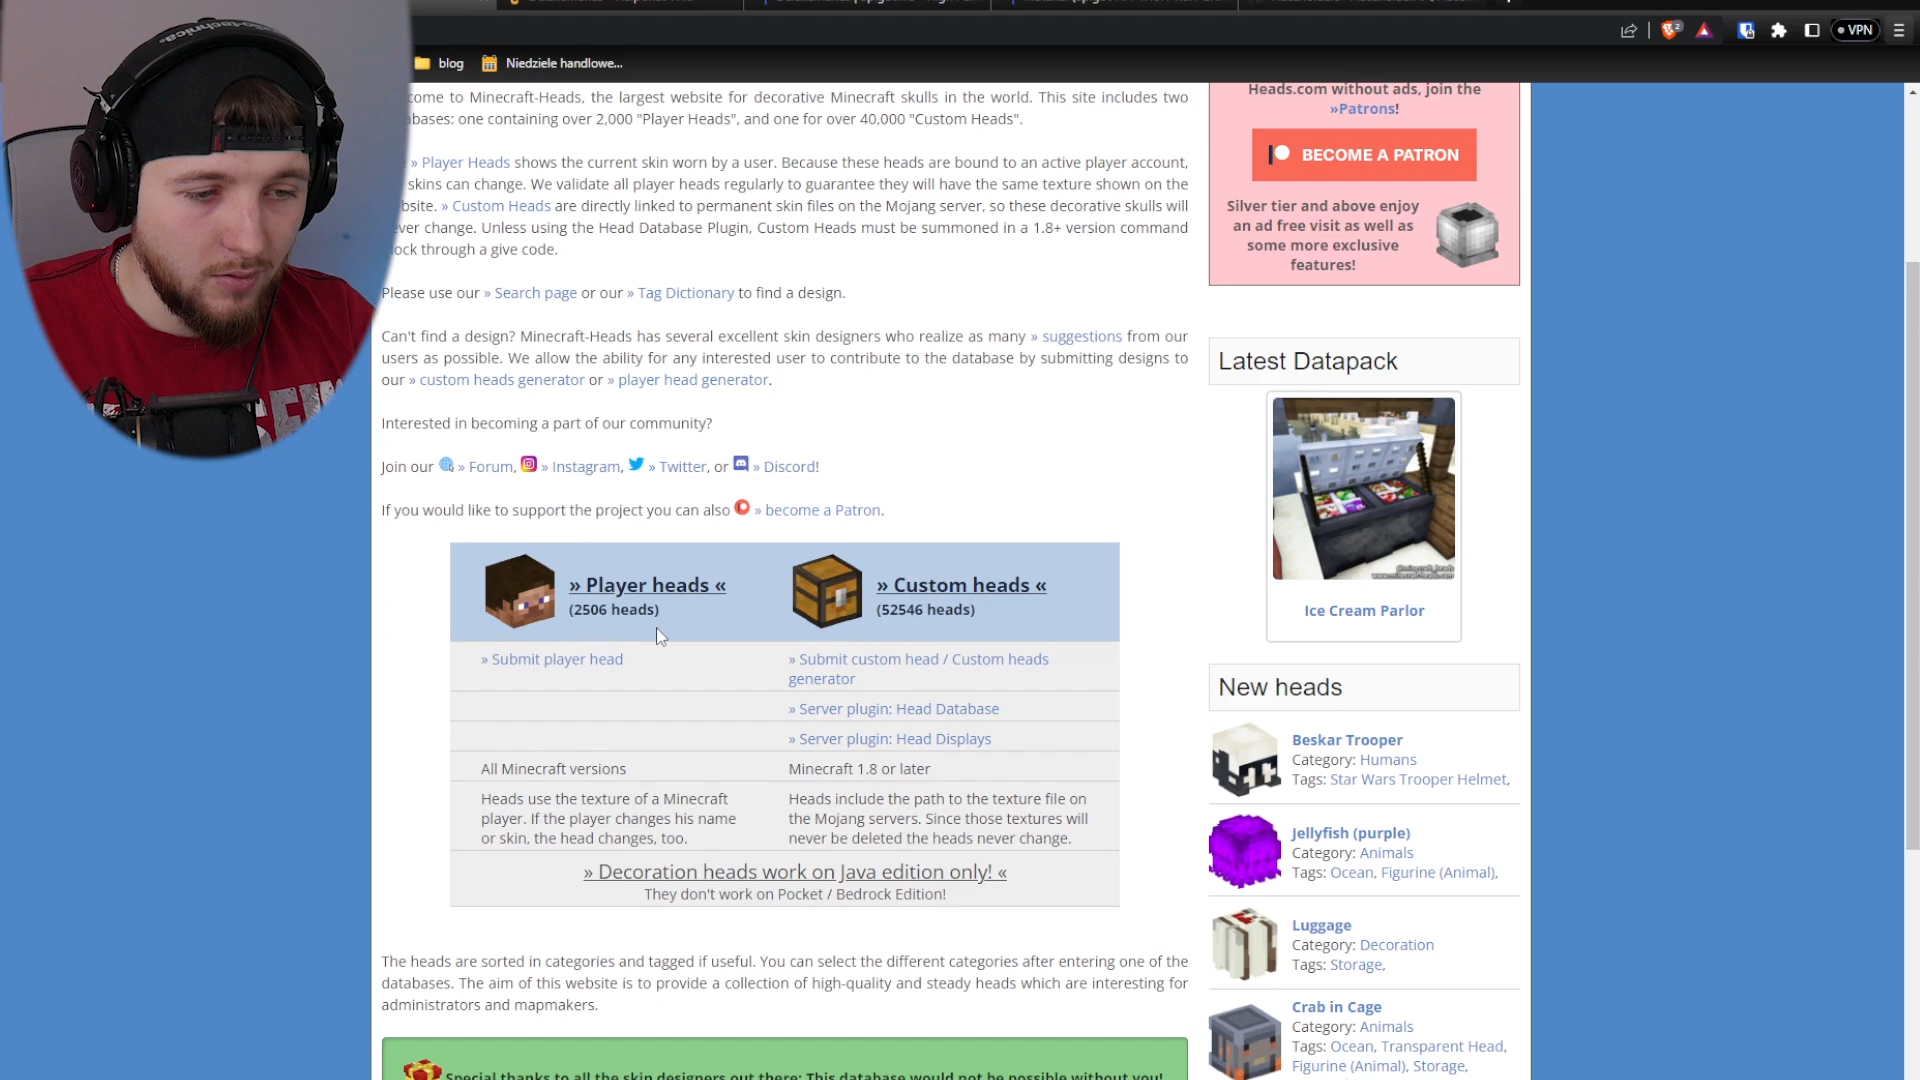 VPN
blog
Niedziele handlowe...
come to Minecraft-Heads, the largest website for decorative Minecraft skulls in the world. This site includes two
abases: one containing over 2,000 "Player Heads", and one for over 40,000 "Custom Heads".
» Player Heads shows the current skin worn by a user. Because these heads are bound to an active player account,
skins can change. We validate all player heads regularly to guarantee they will have the same texture shown on the
bsite. » Custom Heads are directly linked to permanent skin files on the Mojang server, so these decorative skulls will
ever change. Unless using the Head Database Plugin, Custom Heads must be summoned in a 1.8+ version command
lock through a give code.
Please use our » Search page or our » Tag Dictionary to find a design.
Can't find a design? Minecraft-Heads has several excellent skin designers who realize as many » suggestions from our
users as possible. We allow the ability for any interested user to contribute to the database by submitting designs to
our » custom heads generator or » player head generator.
Interested in becoming a part of our community?
Join our » Forum, » Instagram, » Twitter, or » Discord!
If you would like to support the project you can also » become a Patron.
» Player heads «
(2506 heads)
» Custom heads «
(52546 heads)
» Submit player head
» Submit custom head / Custom heads
generator
» Server plugin: Head Database
» Server plugin: Head Displays
All Minecraft versions
Minecraft 1.8 or later
Heads use the texture of a Minecraft
player. If the player changes his name
or skin, the head changes, too.
Heads include the path to the texture file on
the Mojang servers. Since those textures will
never be deleted the heads never change.
» Decoration heads work on Java edition only! «
They don't work on Pocket / Bedrock Edition!
The heads are sorted in categories and tagged if useful. You can select the different categories after entering one of the
databases. The aim of this website is to provide a collection of high-quality and steady heads which are interesting for
administrators and mapmakers.
Special thanks to all the skin designers out there: This database would not be possible without you!
Heads.com without ads, join the
»Patrons!
BECOME A PATRON
Silver tier and above enjoy
an ad free visit as well as
some more exclusive
features!
Latest Datapack
Ice Cream Parlor
New heads
Beskar Trooper
Category: Humans
Tags: Star Wars Trooper Helmet,
Jellyfish (purple)
Category: Animals
Tags: Ocean, Figurine (Animal),
Luggage
Category: Decoration
Tags: Storage,
Crab in Cage
Category: Animals
Tags: Ocean, Transparent Head,
Figurine (Animal), Storage,